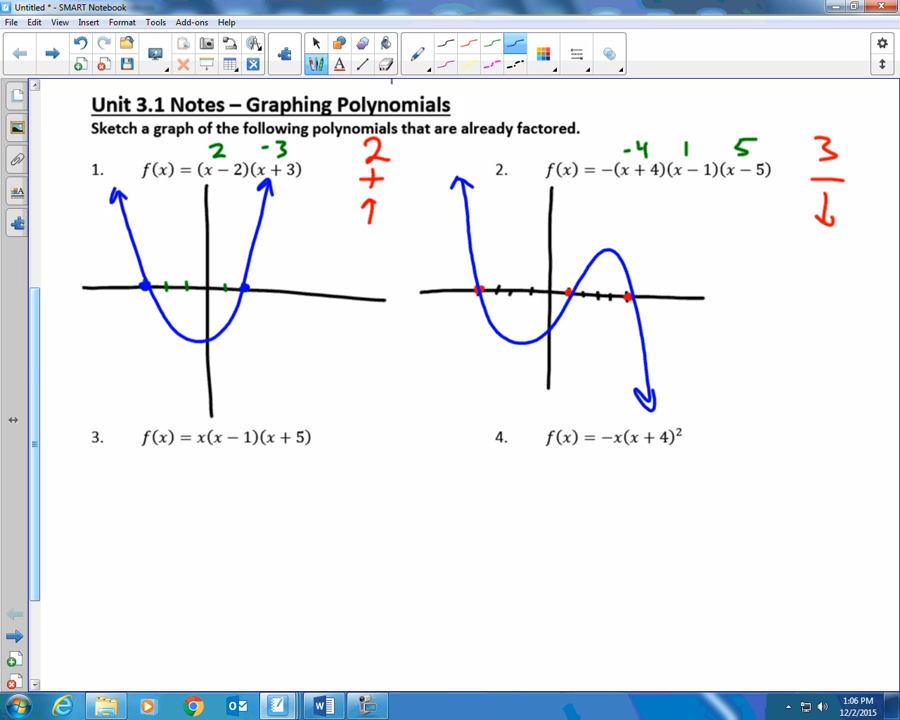 Untitled * - SMART Notebook
File Edit View Insert Format Tools Add-ons Help
Unit 3.1 Notes – Graphing Polynomials
Sketch a graph of the following polynomials that are already factored.
2 -3 2
1. f(x) = (x − 2)(x + 3) +
↑
-4 1 5 3
2. f(x) = −(x + 4)(x − 1)(x − 5) −
↓
3. f(x) = x(x − 1)(x + 5)
4. f(x) = −x(x + 4)²
1:06 PM
12/2/2015